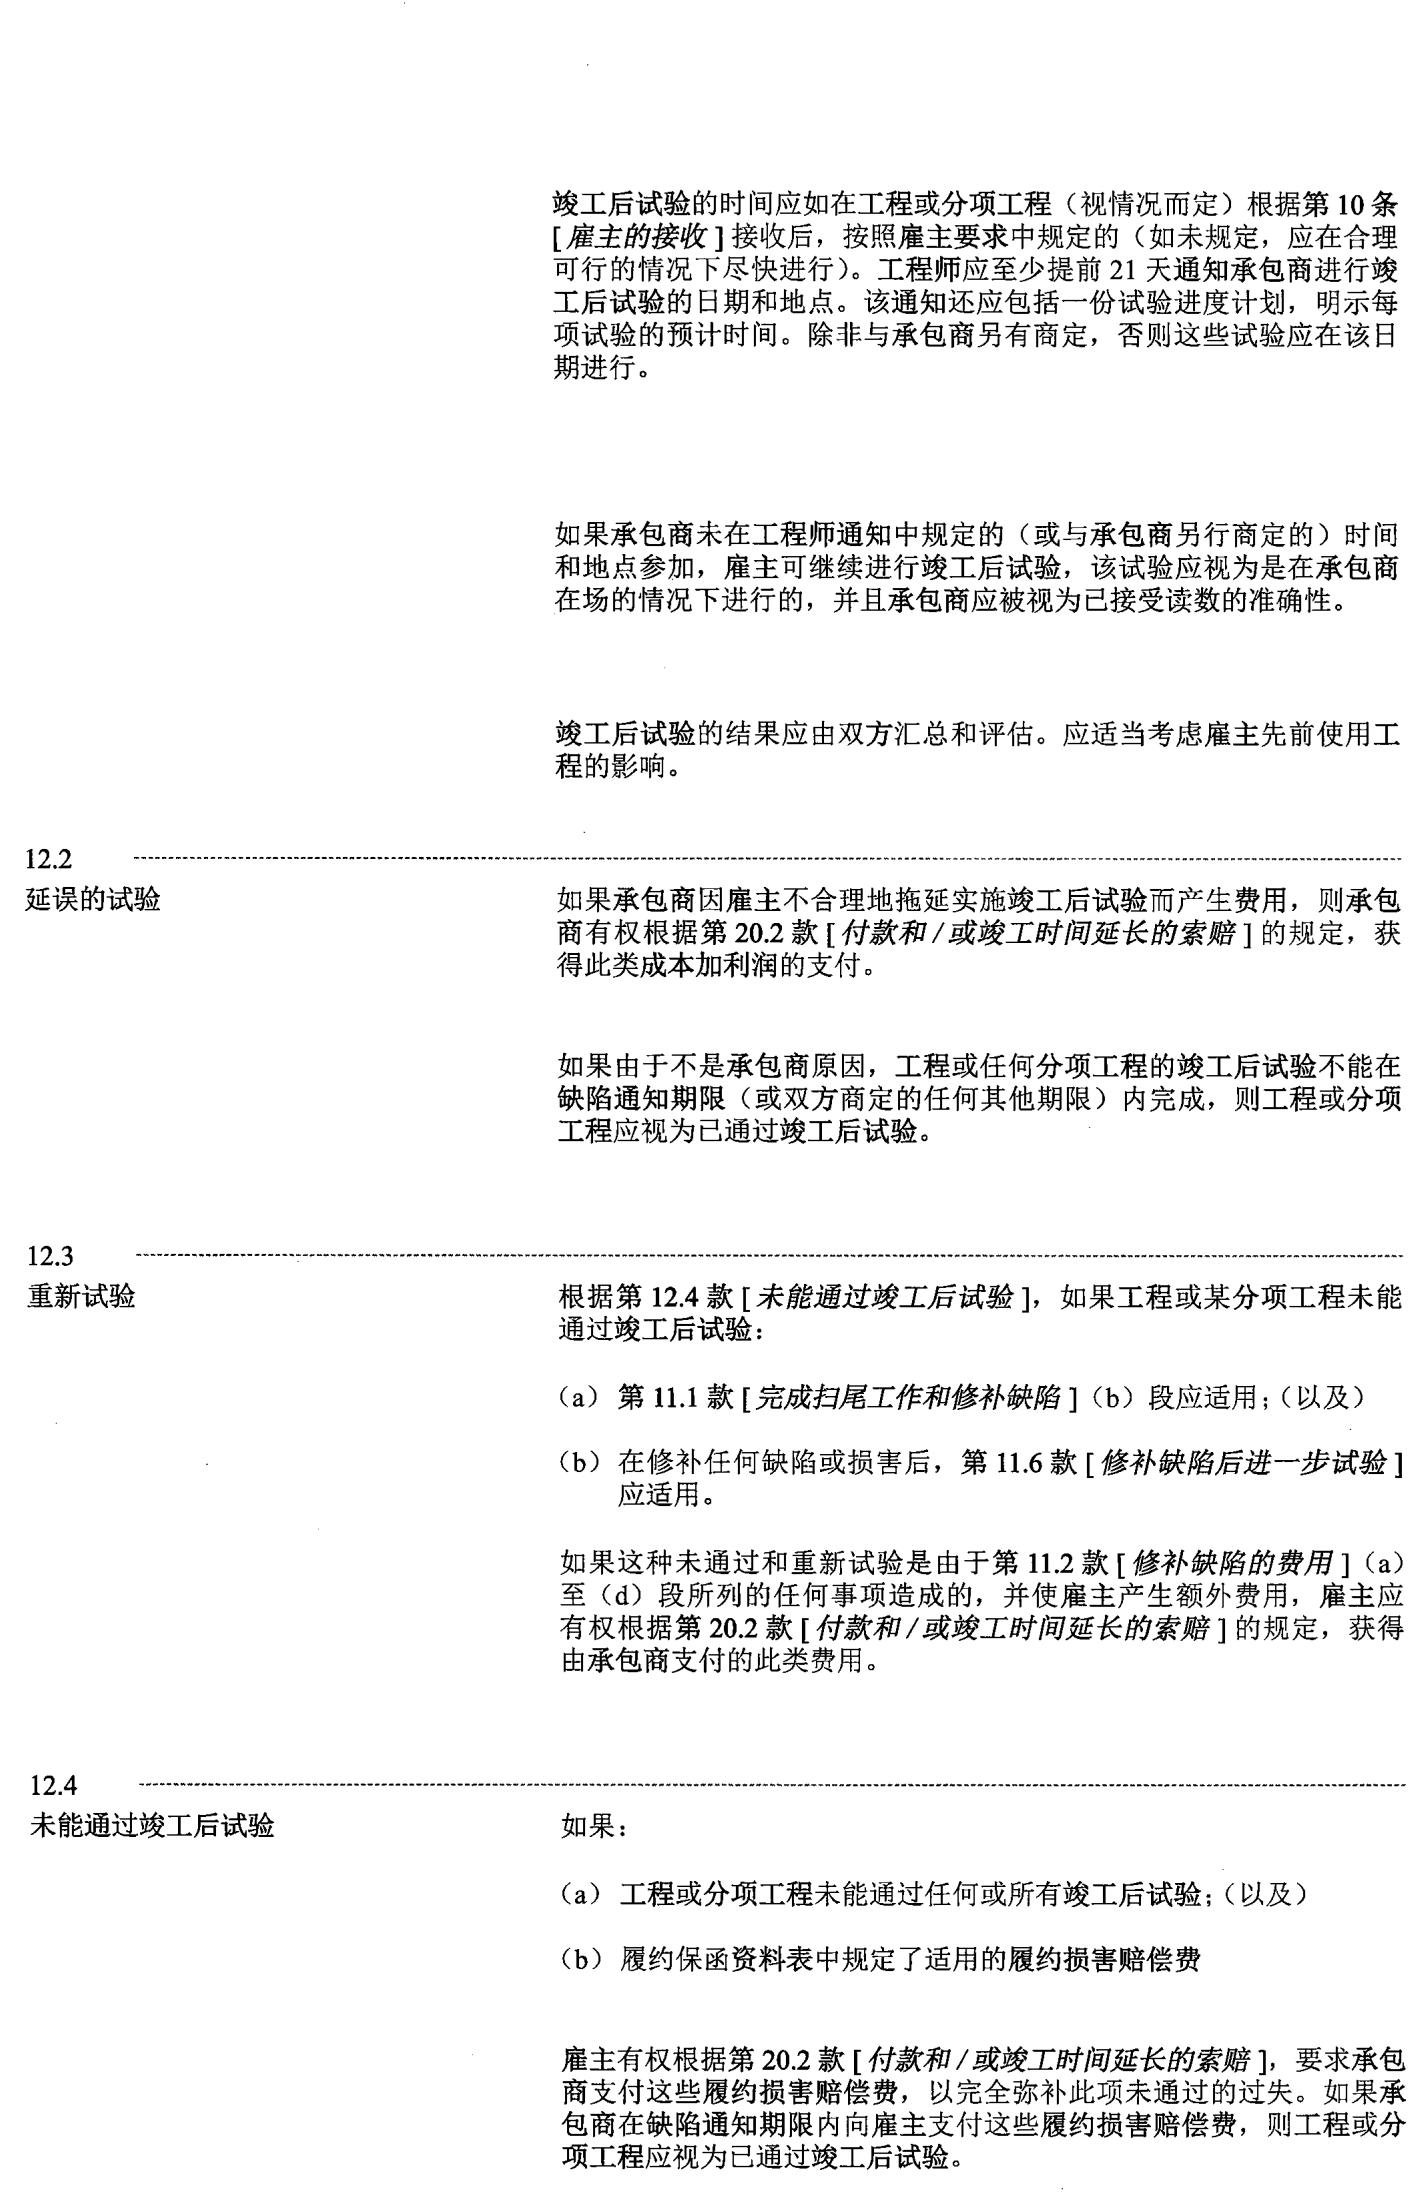 竣工后试验的时间应如在工程或分项工程（视情况而定）根据第 10 条
[ 雇主的接收 ] 接收后，按照雇主要求中规定的（如未规定，应在合理
可行的情况下尽快进行）。工程师应至少提前 21 天通知承包商进行竣
工后试验的日期和地点。该通知还应包括一份试验进度计划，明示每
项试验的预计时间。除非与承包商另有商定，否则这些试验应在该日
期进行。
如果承包商未在工程师通知中规定的（或与承包商另行商定的）时间
和地点参加，雇主可继续进行竣工后试验，该试验应视为是在承包商
在场的情况下进行的，并且承包商应被视为已接受读数的准确性。
竣工后试验的结果应由双方汇总和评估。应适当考虑雇主先前使用工
程的影响。
12.2
延误的试验
如果承包商因雇主不合理地拖延实施竣工后试验而产生费用，则承包
商有权根据第 20.2 款 [ 付款和 / 或竣工时间延长的索赔 ] 的规定，获
得此类成本加利润的支付。
如果由于不是承包商原因，工程或任何分项工程的竣工后试验不能在
缺陷通知期限（或双方商定的任何其他期限）内完成，则工程或分项
工程应视为已通过竣工后试验。
12.3
重新试验
根据第 12.4 款 [ 未能通过竣工后试验 ]，如果工程或某分项工程未能
通过竣工后试验：
（a） 第 11.1 款 [ 完成扫尾工作和修补缺陷 ]（b）段应适用；（以及）
（b） 在修补任何缺陷或损害后，第 11.6 款 [ 修补缺陷后进一步试验 ]
应适用。
如果这种未通过和重新试验是由于第 11.2 款 [ 修补缺陷的费用 ]（a）
至（d）段所列的任何事项造成的，并使雇主产生额外费用，雇主应
有权根据第 20.2 款 [ 付款和 / 或竣工时间延长的索赔 ] 的规定，获得
由承包商支付的此类费用。
12.4
未能通过竣工后试验
如果：
（a） 工程或分项工程未能通过任何或所有竣工后试验；（以及）
（b） 履约保函资料表中规定了适用的履约损害赔偿费
雇主有权根据第 20.2 款 [ 付款和 / 或竣工时间延长的索赔 ]，要求承包
商支付这些履约损害赔偿费，以完全弥补此项未通过的过失。如果承
包商在缺陷通知期限内向雇主支付这些履约损害赔偿费，则工程或分
项工程应视为已通过竣工后试验。